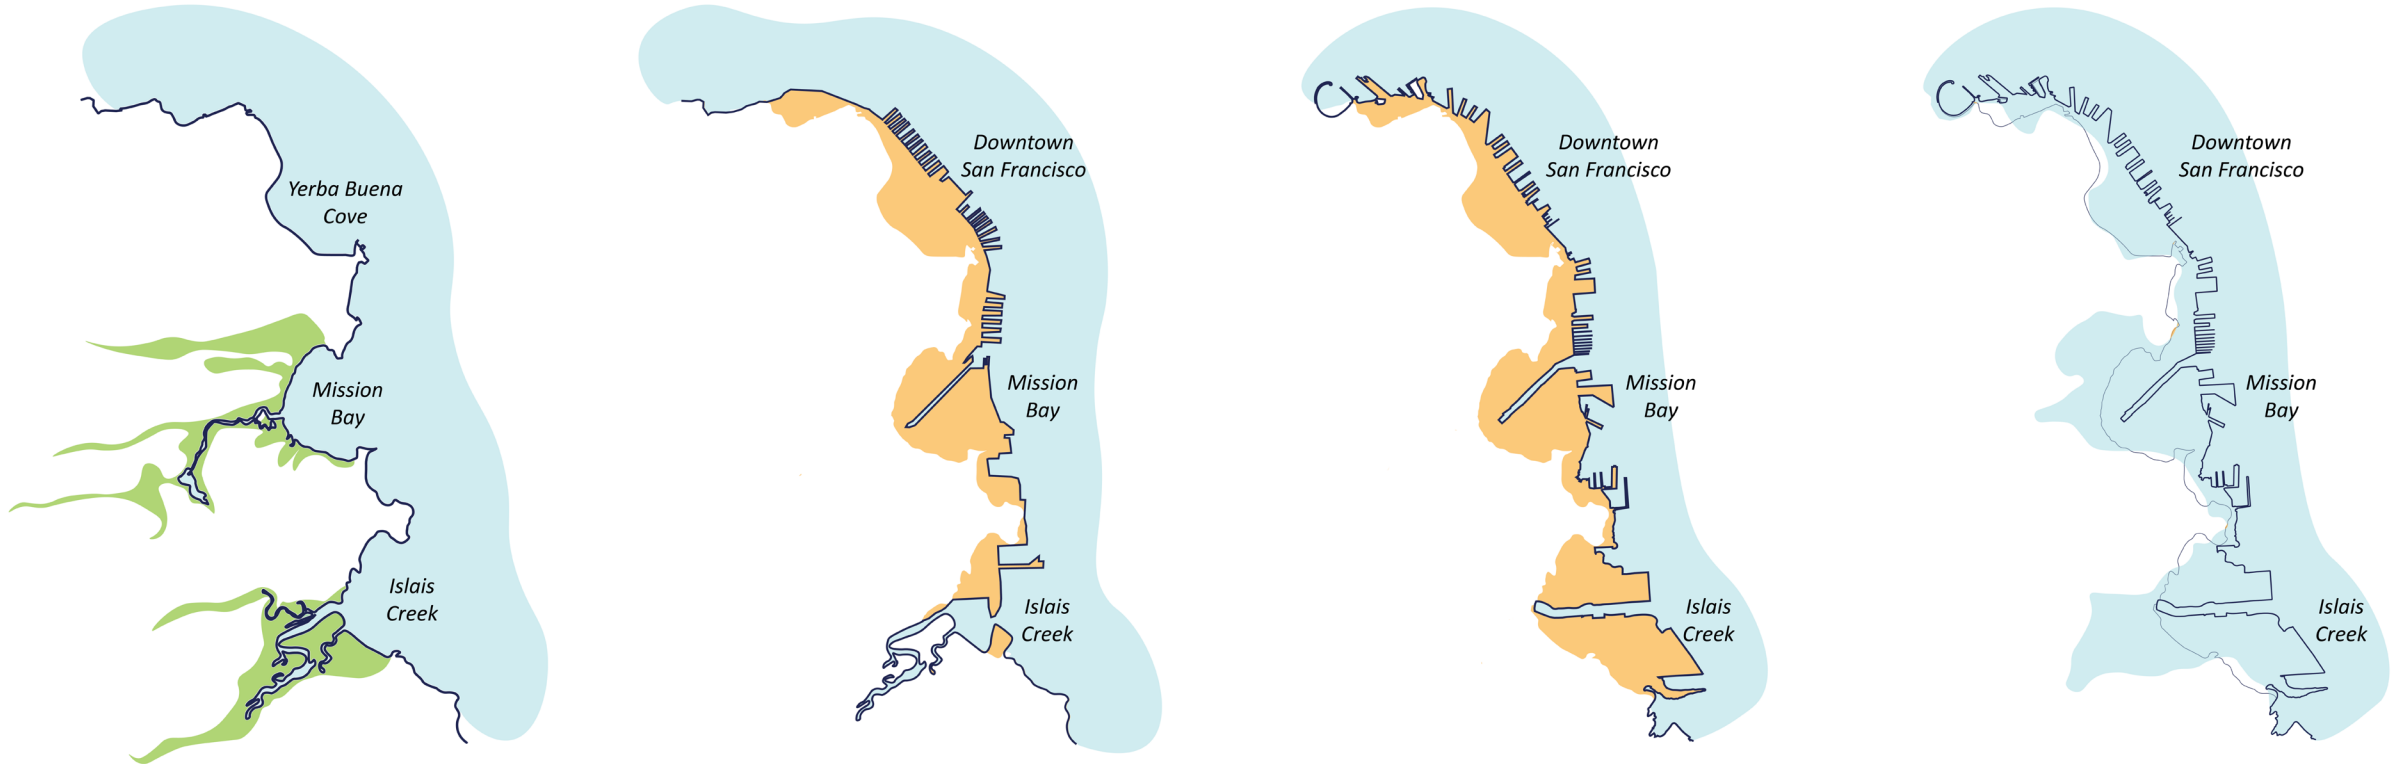 Yerba Buena
Cove
Mission
Bay
Islais
Creek
Downtown
San Francisco
Mission
Bay
Islais
Creek
Downtown
San Francisco
Mission
Bay
Islais
Creek
Downtown
San Francisco
Mission
Bay
Islais
Creek